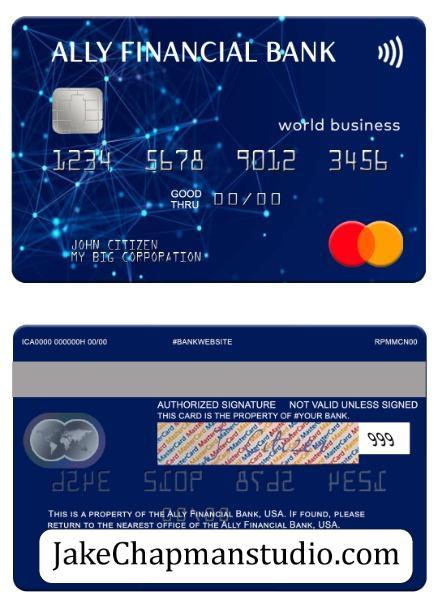 ALLY FINANCIAL BANK
world business
1234 5678 9012 3456
GOOD THRU 00/00
JOHN CITIZEN
MY BIG CORPORATION
ICA0000 000000H 00/00 #BANKWEBSITE RPMMCN00
AUTHORIZED SIGNATURE NOT VALID UNLESS SIGNED
THIS CARD IS THE PROPERTY OF #YOUR BANK.
MasterCard
999
THIS IS A PROPERTY OF THE ALLY FINANCIAL BANK, USA. IF FOUND, PLEASE
RETURN TO THE NEAREST OFFICE OF THE ALLY FINANCIAL BANK, USA.
JakeChapmanstudio.com